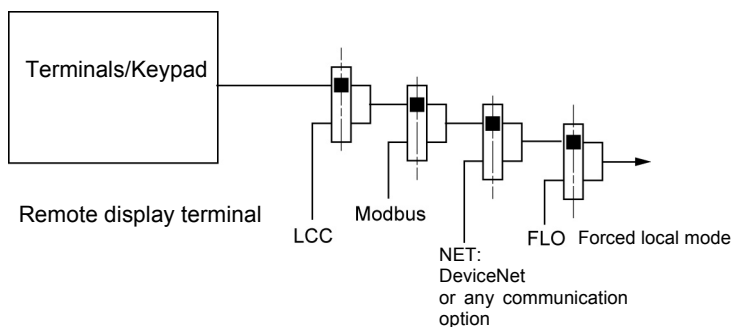 Terminals/Keypad
Remote display terminal
LCC
Modbus
NET:
DeviceNet
or any communication
option
FLO Forced local mode